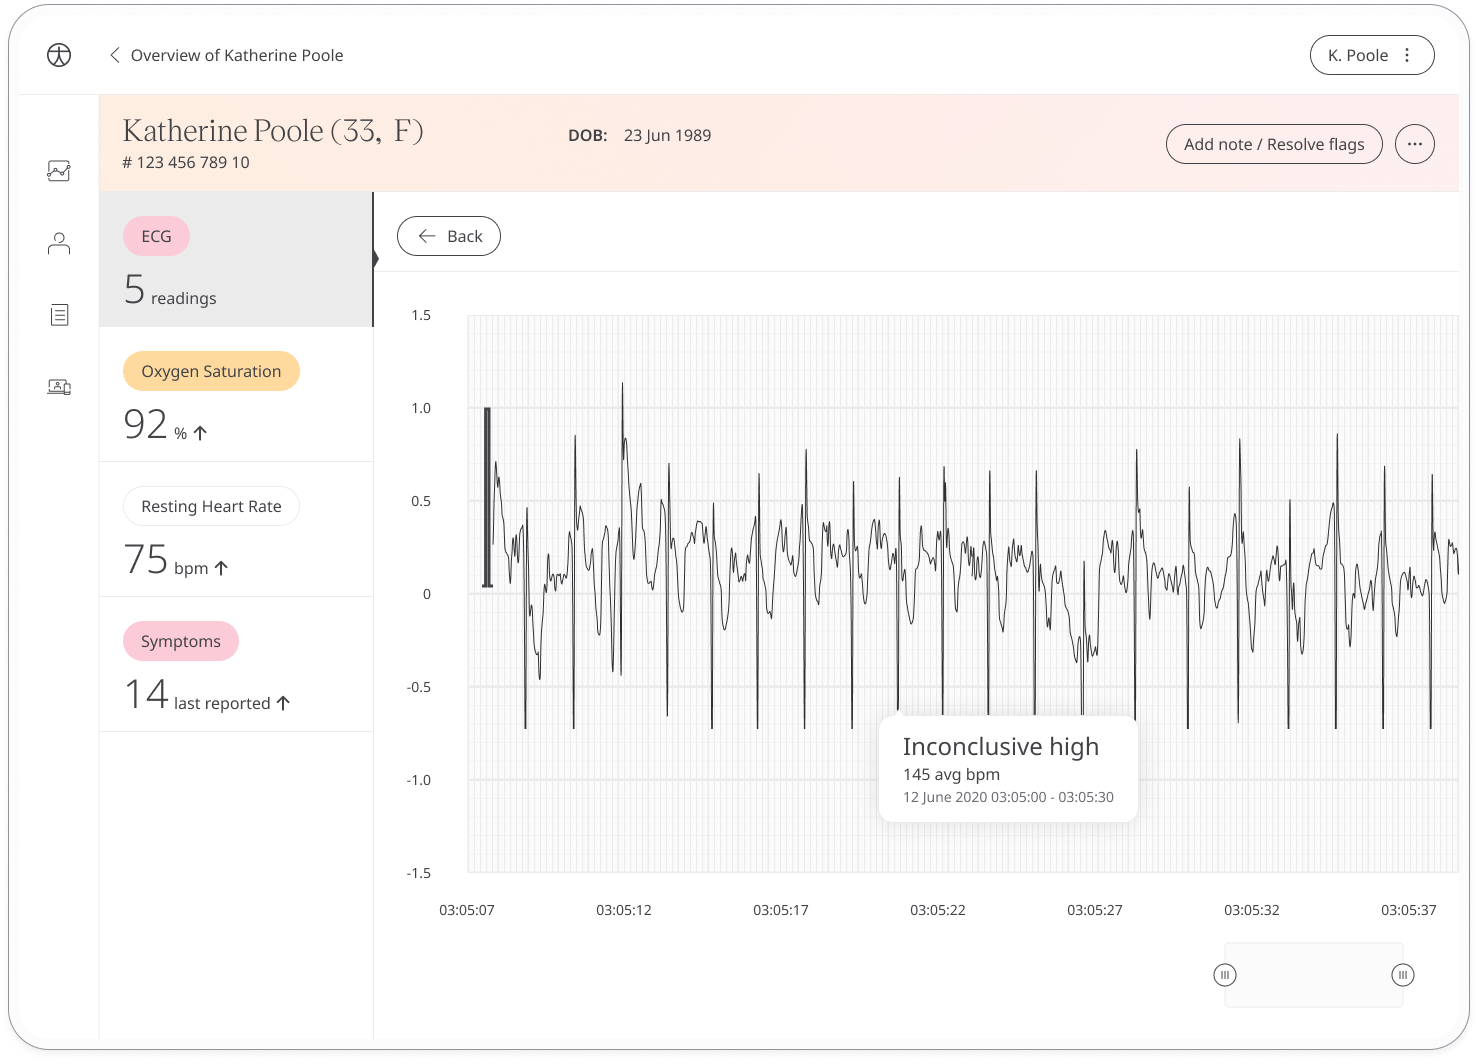 Overview of Katherine Poole
K. Poole
Katherine Poole (33, F)
# 123 456 789 10
DOB: 23 Jun 1989
Add note / Resolve flags
ECG
5 readings
Oxygen Saturation
92 %
Resting Heart Rate
75 bpm
Symptoms
14 last reported
Back
1.5
1.0
0.5
0
-0.5
-1.0
-1.5
Inconclusive high
145 avg bpm
12 June 2020 03:05:00 - 03:05:30
03:05:07 03:05:12 03:05:17 03:05:22 03:05:27 03:05:32 03:05:37